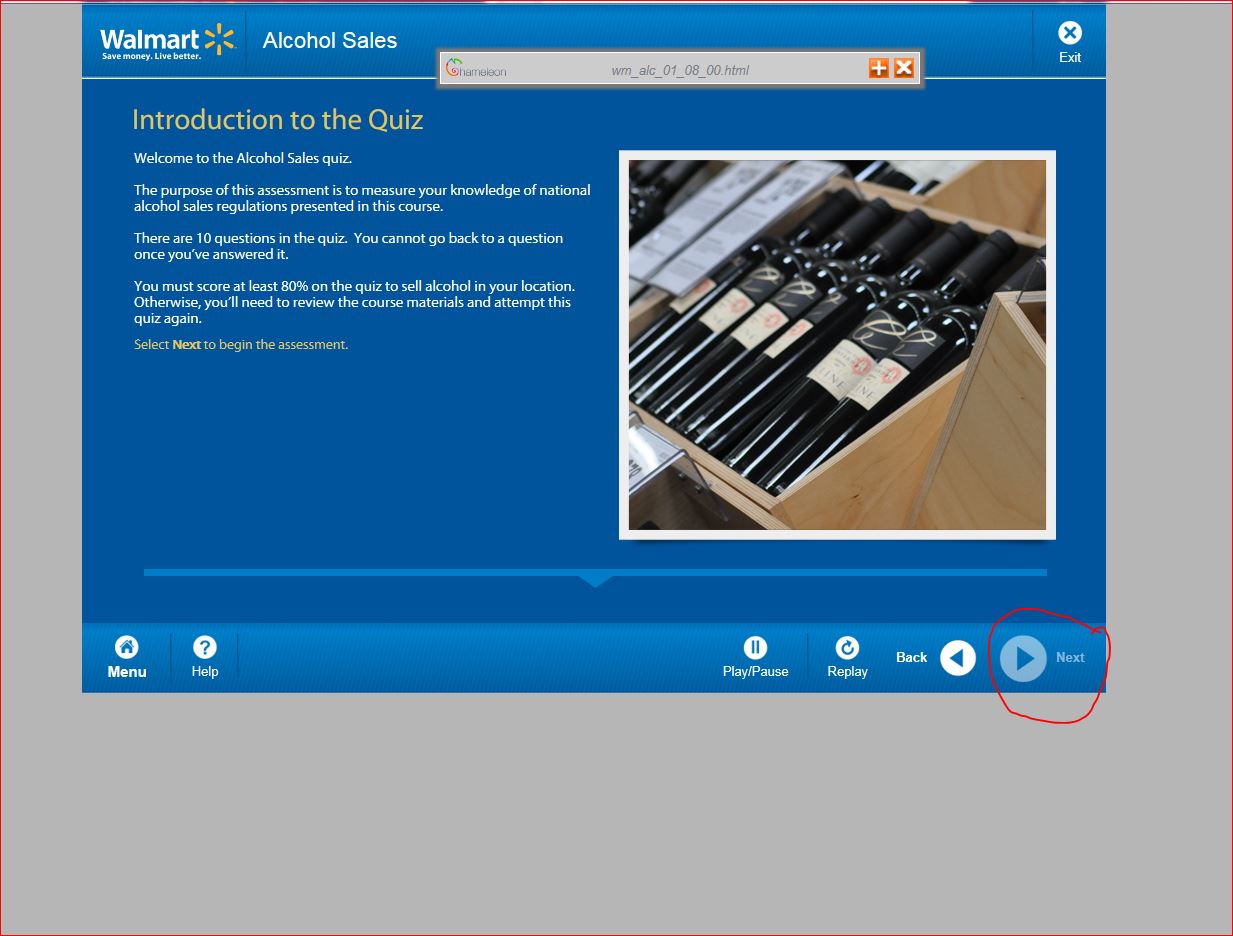 Walmart
Save money. Live better.
Alcohol Sales
Exit
hameleon
wm_alc_01_08_00.html
Introduction to the Quiz
Welcome to the Alcohol Sales quiz.
The purpose of this assessment is to measure your knowledge of national
alcohol sales regulations presented in this course.
There are 10 questions in the quiz.  You cannot go back to a question
once you've answered it.
You must score at least 80% on the quiz to sell alcohol in your location.
Otherwise, you'll need to review the course materials and attempt this
quiz again.
Select Next to begin the assessment.
Menu
Help
Play/Pause
Replay
Back
Next